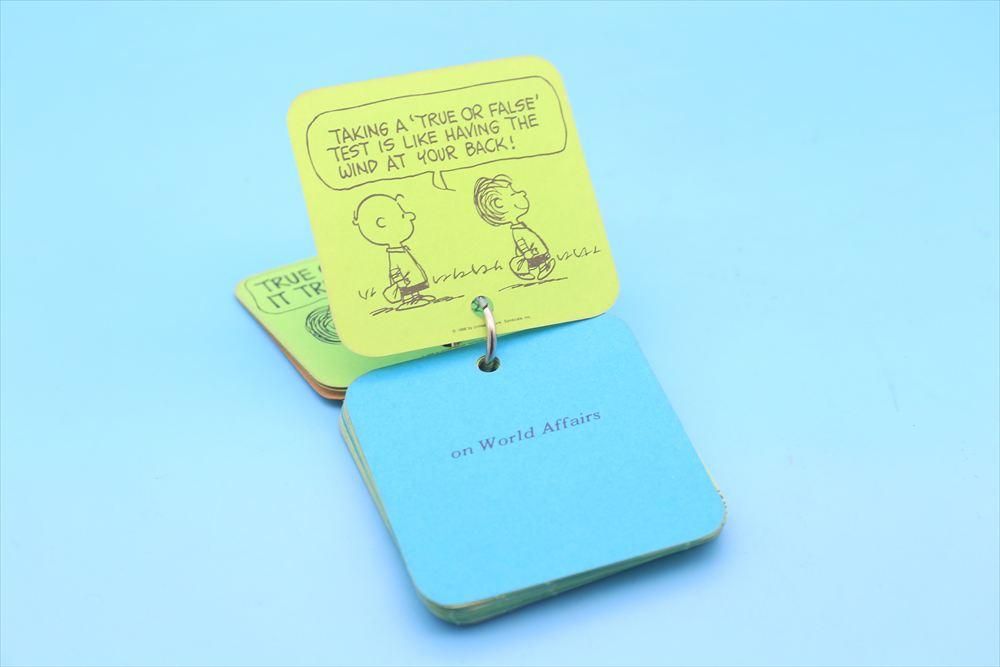 TAKING A 'TRUE OR FALSE'
TEST IS LIKE HAVING THE
WIND AT YOUR BACK!
TRUE
IT TR
on World Affairs